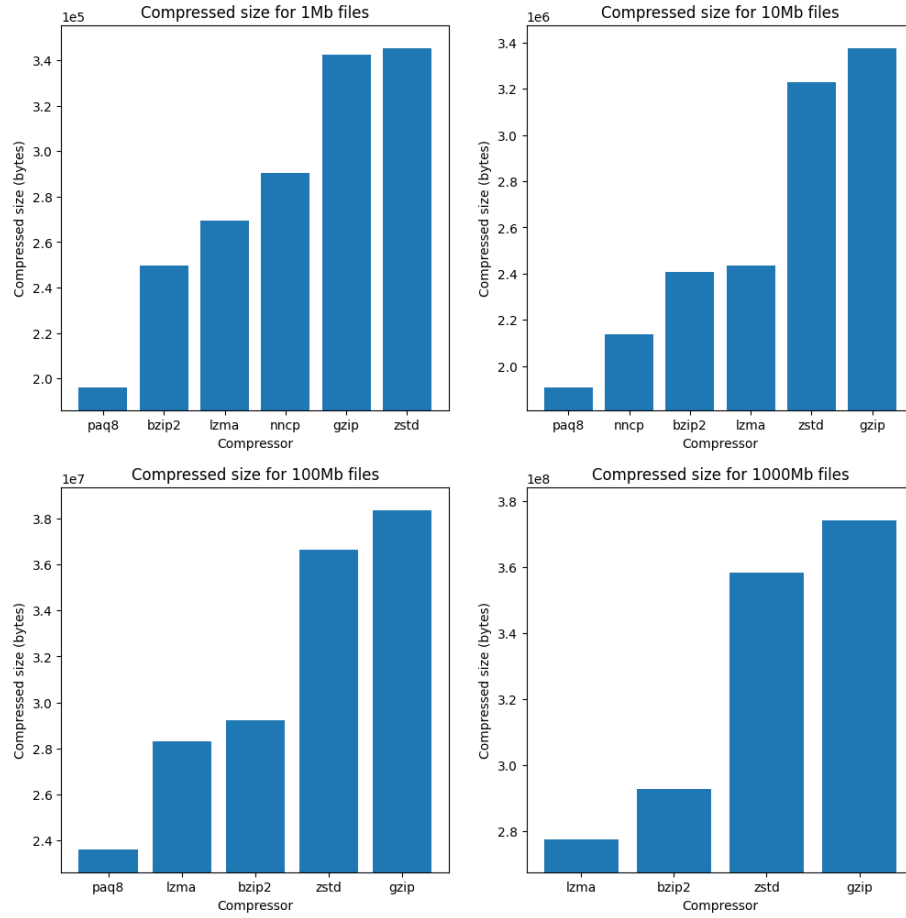 Compressed size for 1Mb files
1e5
3.4
3.2
3.0
2.8
2.6
2.4
2.2
2.0
Compressed size (bytes)
paq8 bzip2 lzma nncp gzip zstd
Compressor
Compressed size for 10Mb files
1e6
3.4
3.2
3.0
2.8
2.6
2.4
2.2
2.0
Compressed size (bytes)
paq8 nncp bzip2 lzma zstd gzip
Compressor
Compressed size for 100Mb files
1e7
3.8
3.6
3.4
3.2
3.0
2.8
2.6
2.4
Compressed size (bytes)
paq8 lzma bzip2 zstd gzip
Compressor
Compressed size for 1000Mb files
1e8
3.8
3.6
3.4
3.2
3.0
2.8
Compressed size (bytes)
lzma bzip2 zstd gzip
Compressor